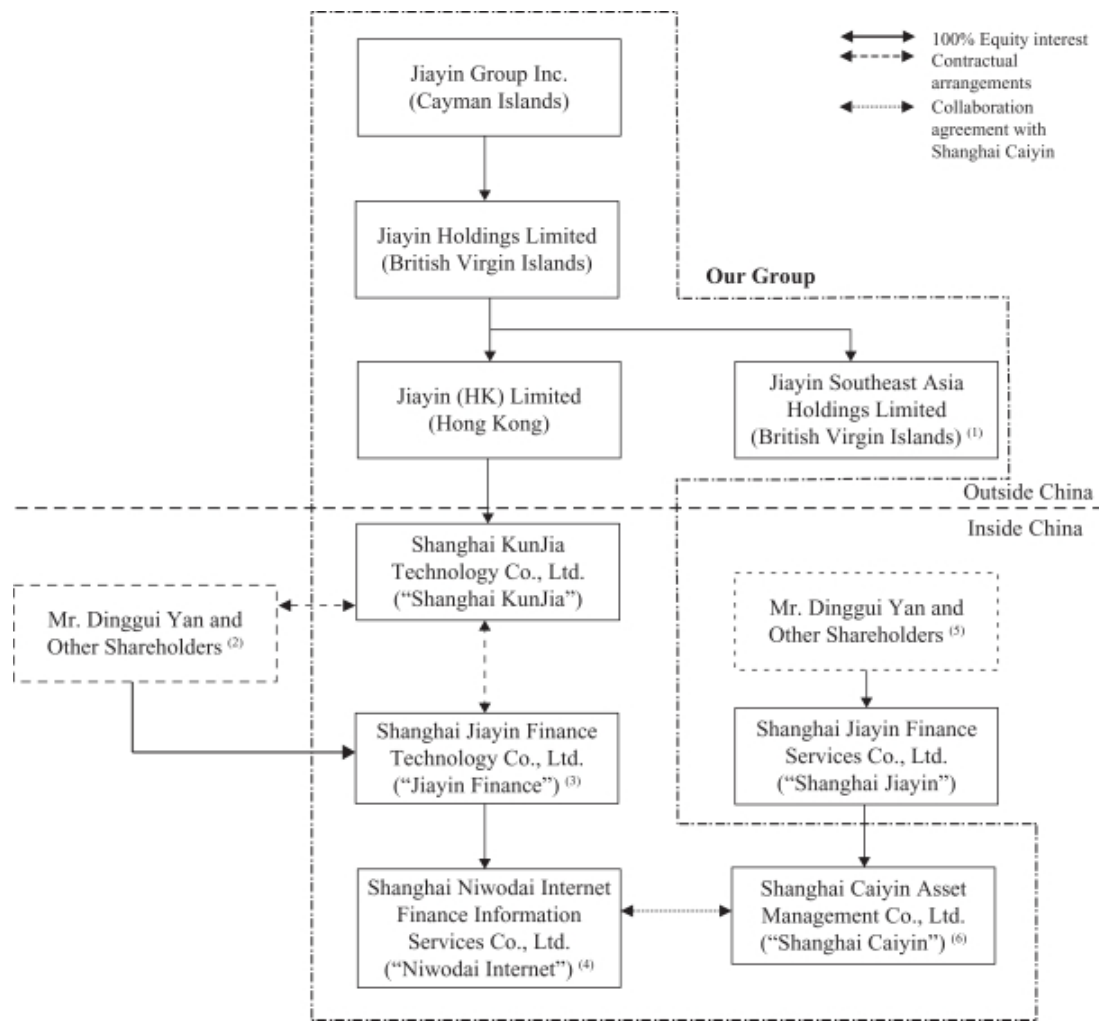 Jiayin Group Inc.
(Cayman Islands)
100% Equity interest
Contractual
arrangements
Collaboration
agreement with
Shanghai Caiyin
Jiayin Holdings Limited
(British Virgin Islands)
Our Group
Jiayin (HK) Limited
(Hong Kong)
Jiayin Southeast Asia
Holdings Limited
(British Virgin Islands) (1)
Outside China
Inside China
Shanghai KunJia
Technology Co., Ltd.
(“Shanghai KunJia”)
Mr. Dinggui Yan and
Other Shareholders (2)
Mr. Dinggui Yan and
Other Shareholders (5)
Shanghai Jiayin Finance
Technology Co., Ltd.
(“Jiayin Finance”) (3)
Shanghai Jiayin Finance
Services Co., Ltd.
(“Shanghai Jiayin”)
Shanghai Niwodai Internet
Finance Information
Services Co., Ltd.
(“Niwodai Internet”) (4)
Shanghai Caiyin Asset
Management Co., Ltd.
(“Shanghai Caiyin”) (6)